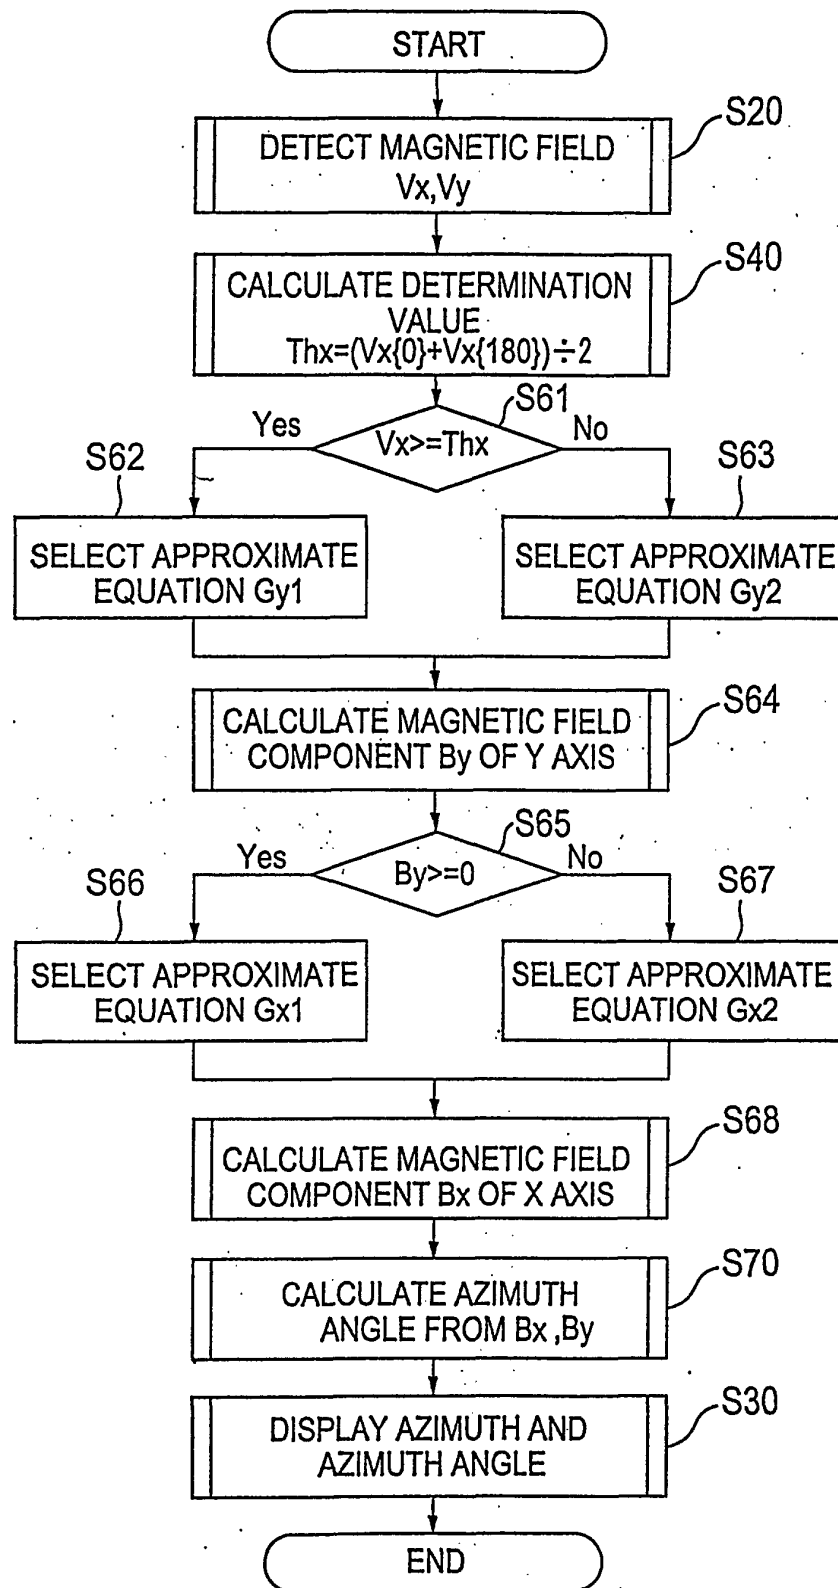 START
S20
DETECT MAGNETIC FIELD
Vx,Vy
S40
CALCULATE DETERMINATION
VALUE
Thx=(Vx{0}+Vx{180})÷2
S61
Yes
Vx>=Thx
No
S62
S63
SELECT APPROXIMATE
EQUATION Gy1
SELECT APPROXIMATE
EQUATION Gy2
S64
CALCULATE MAGNETIC FIELD
COMPONENT By OF Y AXIS
S65
Yes
By>=0
No
S66
S67
SELECT APPROXIMATE
EQUATION Gx1
SELECT APPROXIMATE
EQUATION Gx2
S68
CALCULATE MAGNETIC FIELD
COMPONENT Bx OF X AXIS
S70
CALCULATE AZIMUTH
ANGLE FROM Bx ,By
S30
DISPLAY AZIMUTH AND
AZIMUTH ANGLE
END